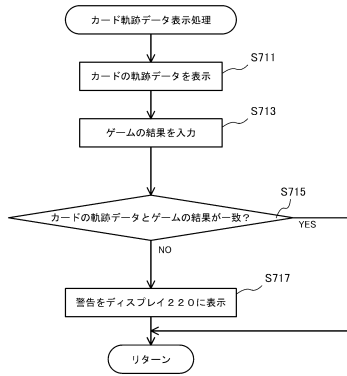 カード軌跡データ表示処理
S711
カードの軌跡データを表示
S713
ゲームの結果を入力
S715
カードの軌跡データとゲームの結果が一致？
YES
NO
S717
警告をディスプレイ２２０に表示
リターン